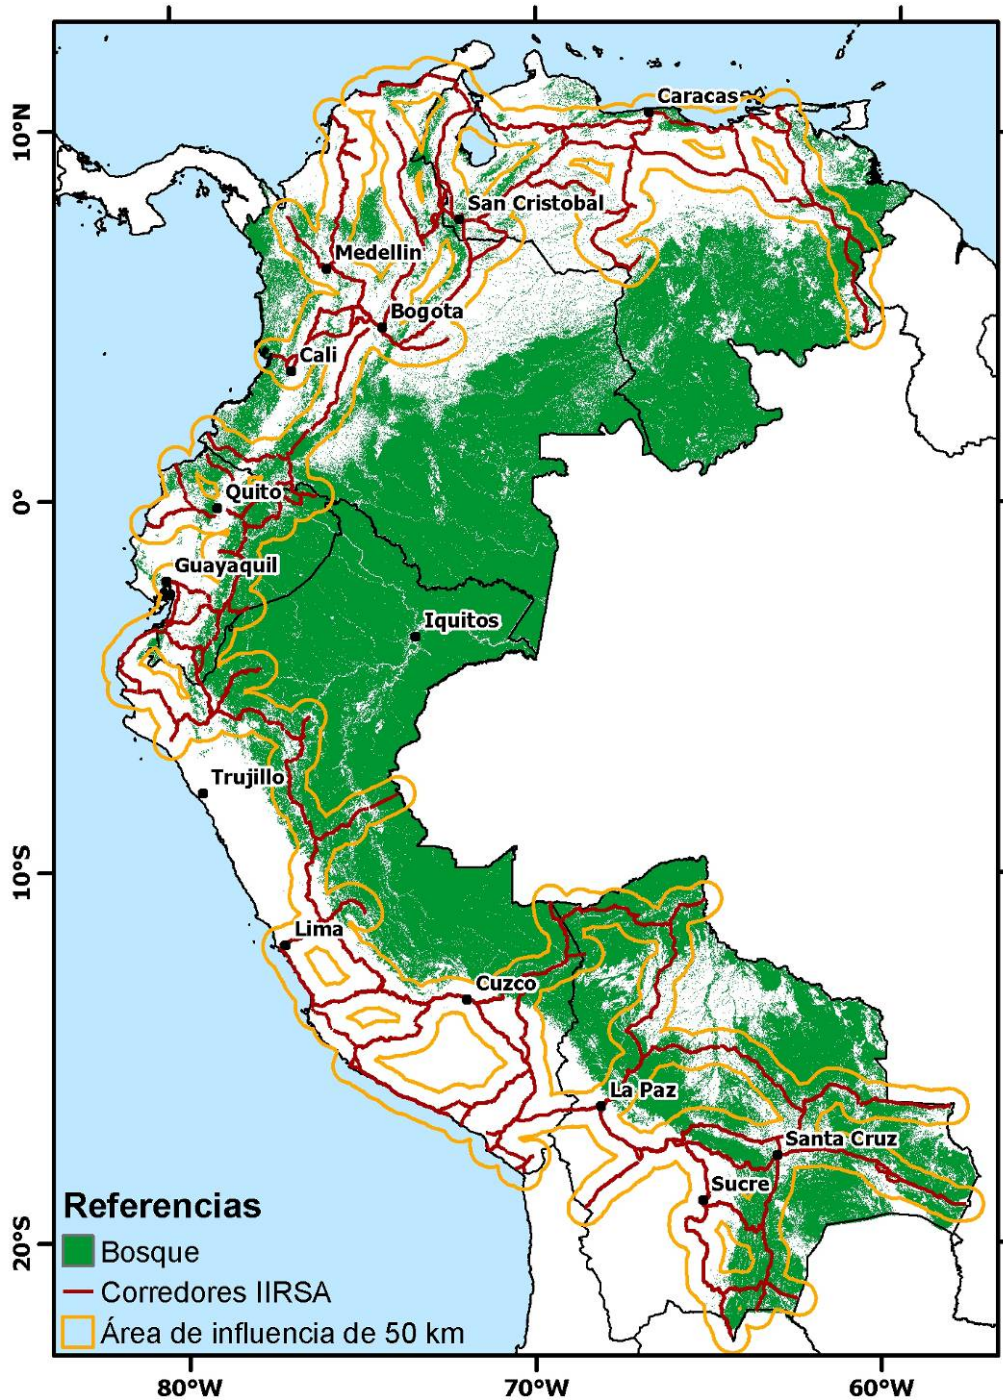 10°N
0°
10°S
20°S
Caracas
San Cristobal
Medellin
Bogota
Cali
Quito
Guayaquil
Iquitos
Trujillo
Lima
Cuzco
La Paz
Santa Cruz
Sucre
Referencias
Bosque
Corredores IIRSA
Área de influencia de 50 km
80°W
70°W
60°W